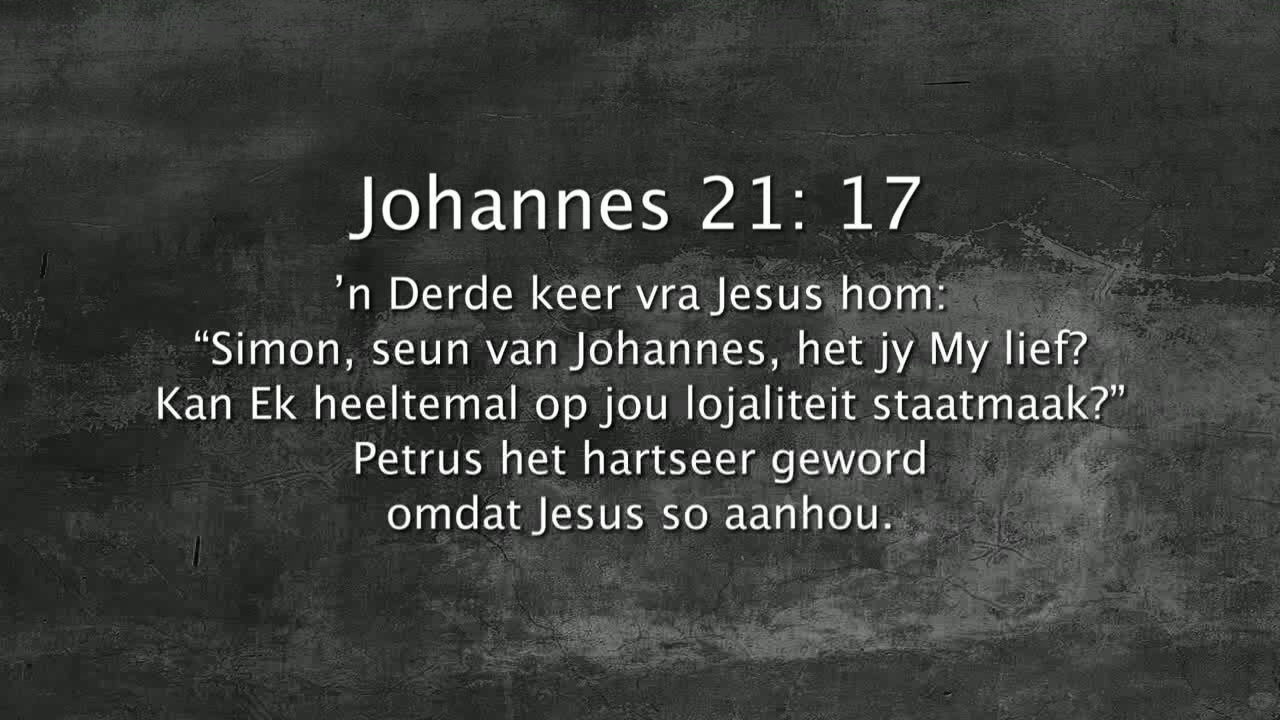 Johannes 21: 17
’n Derde keer vra Jesus hom:
“Simon, seun van Johannes, het jy My lief?
Kan Ek heeltemal op jou lojaliteit staatmaak?”
Petrus het hartseer geword
omdat Jesus so aanhou.